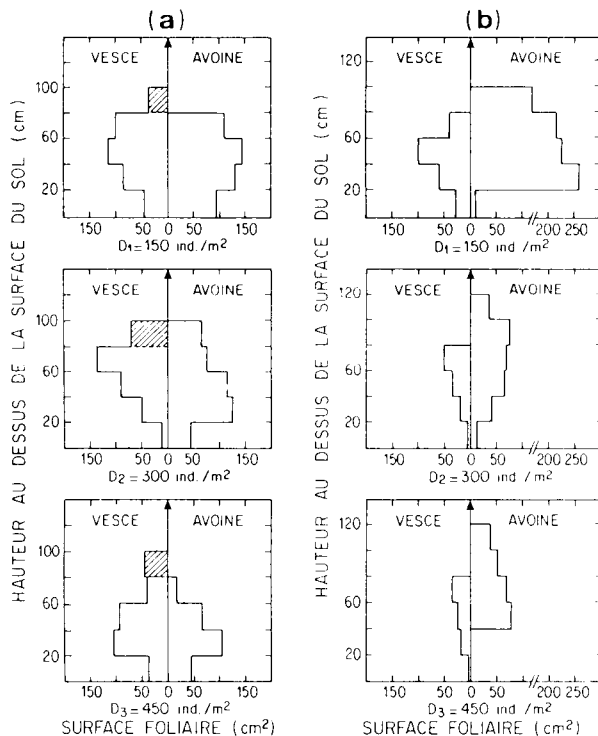 (a) (b)
VESCE AVOINE VESCE AVOINE
120
100 100
60 60
20 20
150 50 0 50 150 150 50 0 50 200 250
D1=150 ind./m² D1=150 ind./m²
VESCE AVOINE VESCE AVOINE
120
100
60 60
20 20
150 50 0 50 150 150 50 0 50 200 250
D2=300 ind./m² D2=300 ind./m²
VESCE AVOINE VESCE AVOINE
120
100
60 60
20 20
150 50 0 50 150 150 50 0 50 200 250
D3=450 ind./m² D3=450 ind./m²
SURFACE FOLIAIRE (cm²) SURFACE FOLIAIRE (cm²)
HAUTEUR AU DESSUS DE LA SURFACE DU SOL (cm)
HAUTEUR AU DESSUS DE LA SURFACE DU SOL (cm)